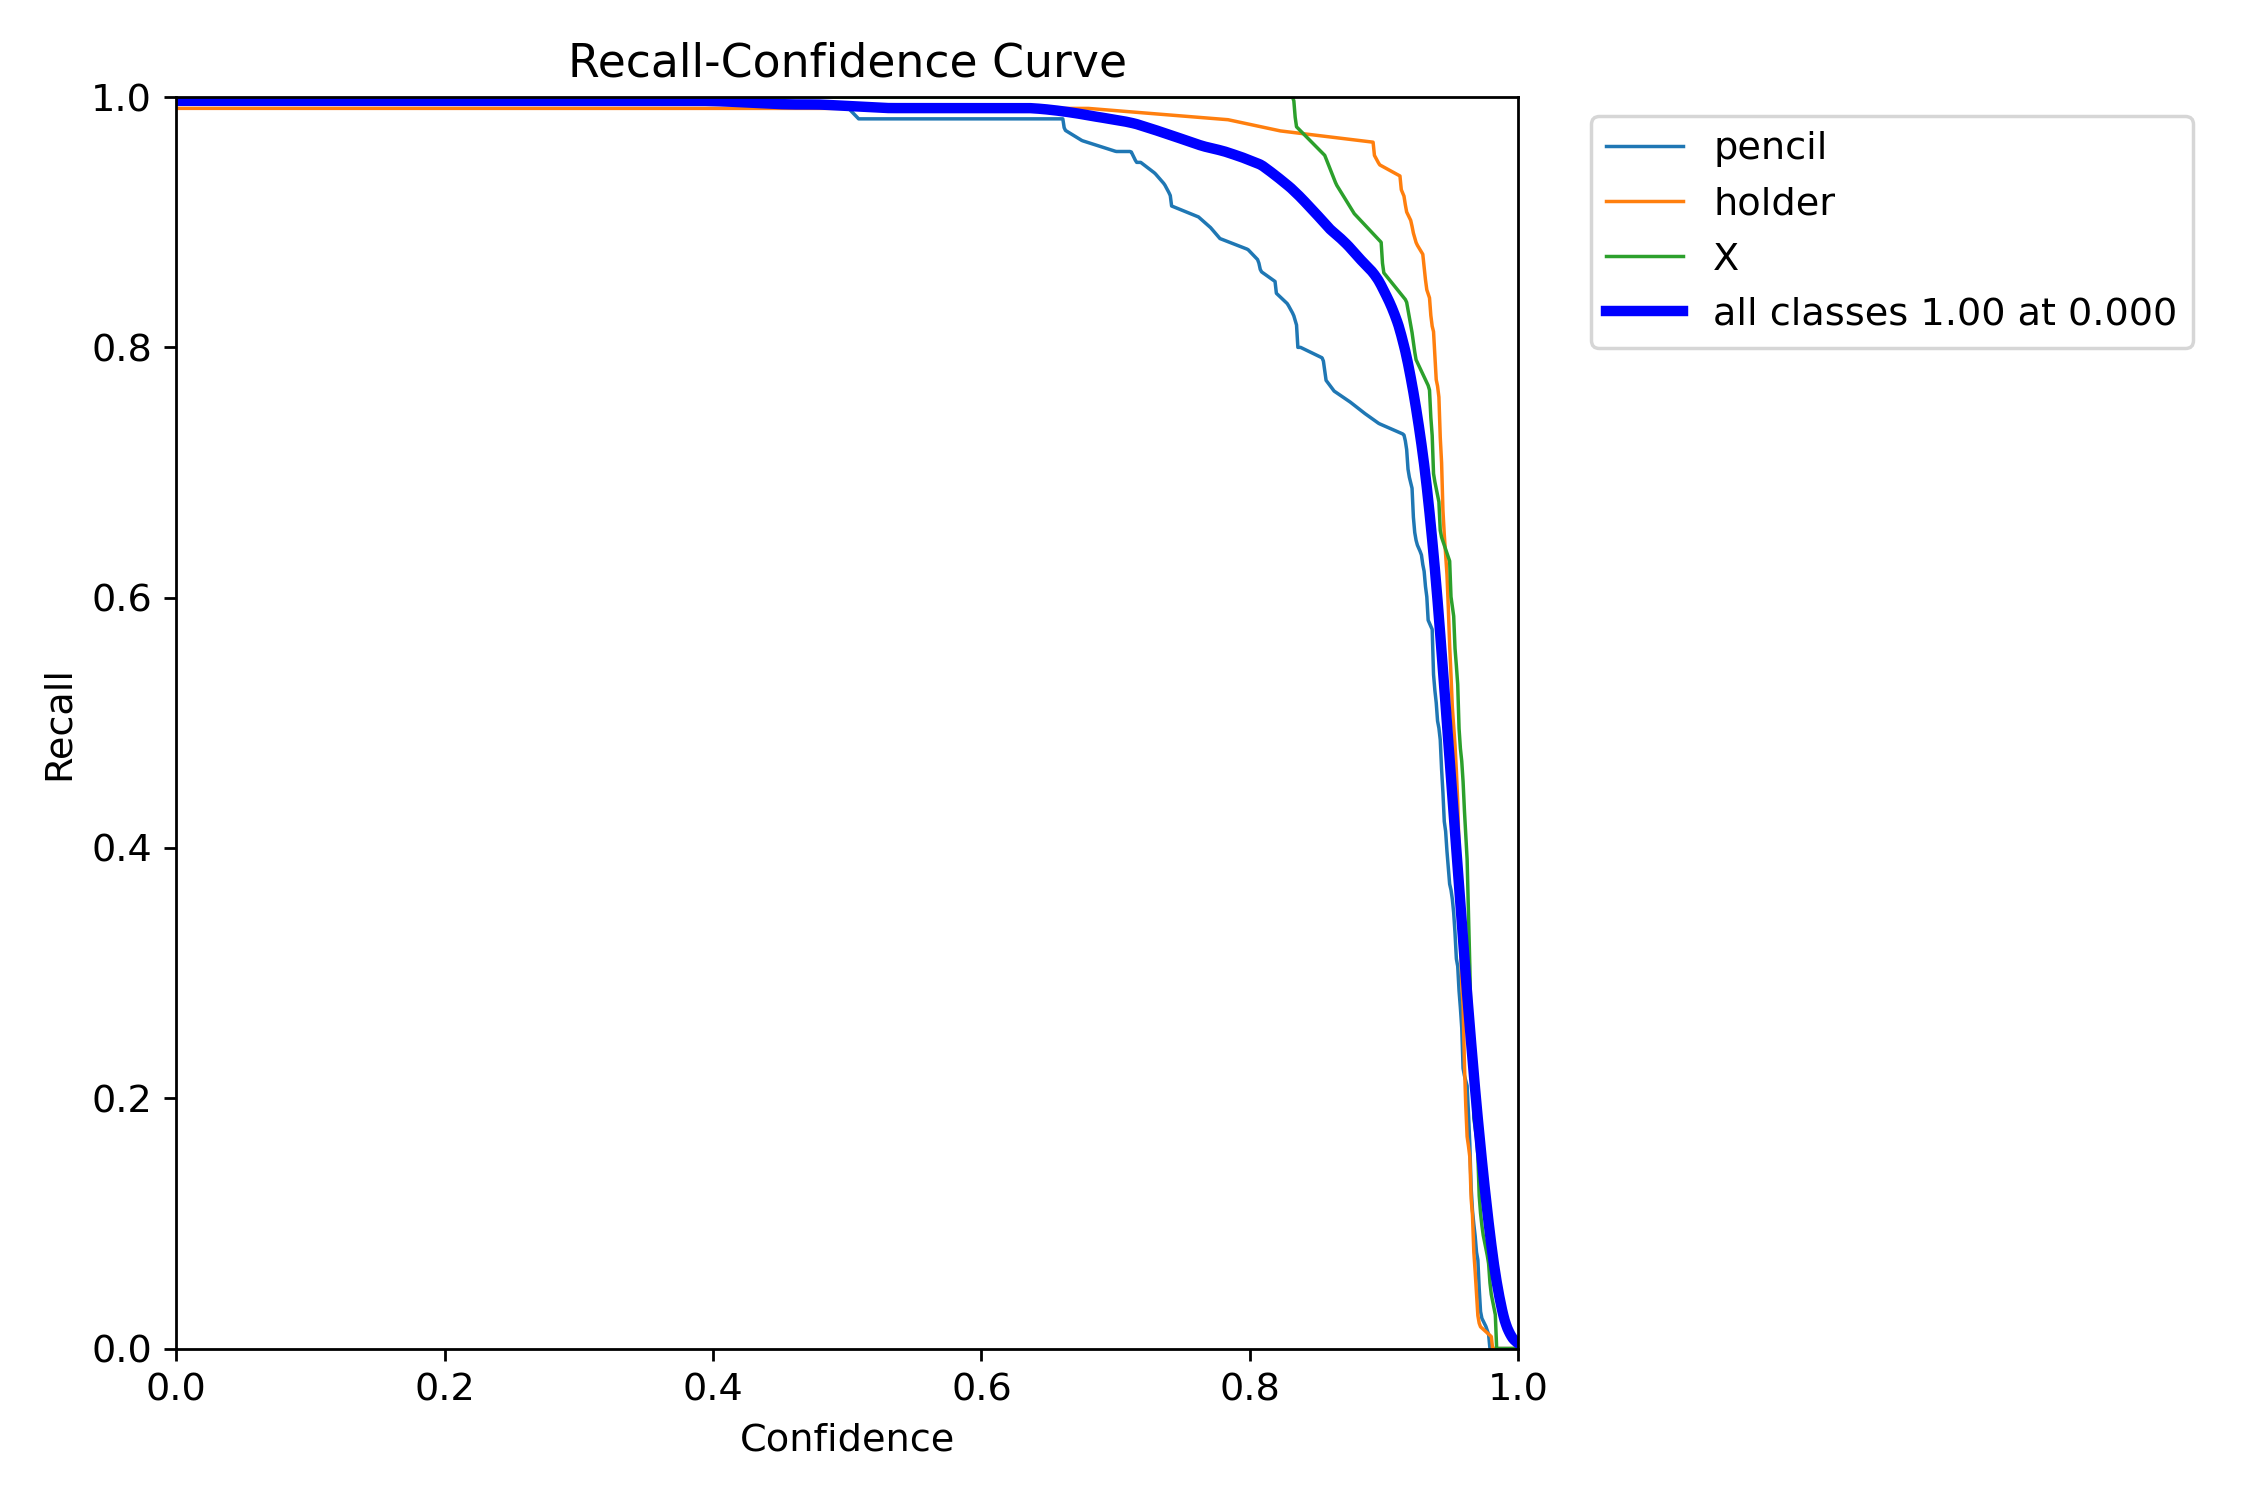 Recall-Confidence Curve
1.0
0.8
0.6
0.4
0.2
0.0
Recall
0.0 0.2 0.4 0.6 0.8 1.0
Confidence
pencil
holder
X
all classes 1.00 at 0.000